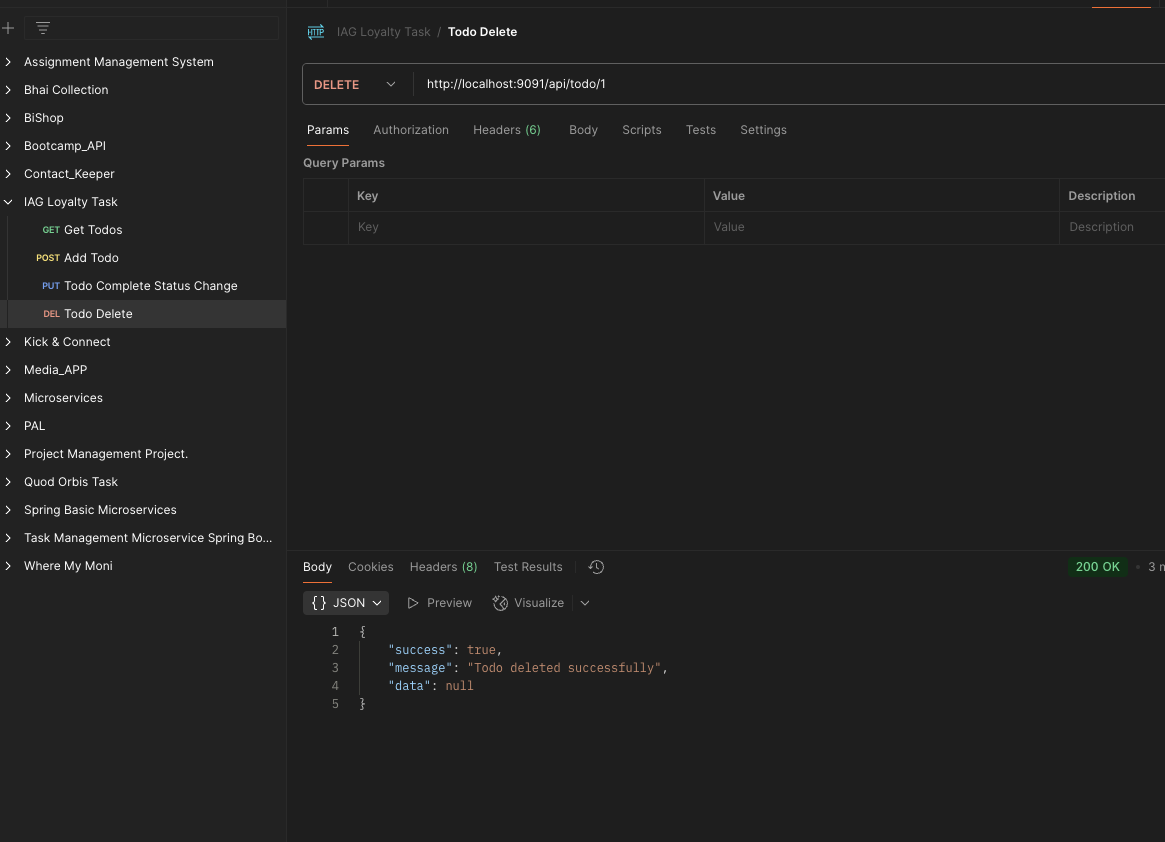 Assignment Management System
Bhai Collection
BiShop
Bootcamp_API
Contact_Keeper
IAG Loyalty Task
GET Get Todos
POST Add Todo
PUT Todo Complete Status Change
DEL Todo Delete
Kick & Connect
Media_APP
Microservices
PAL
Project Management Project.
Quod Orbis Task
Spring Basic Microservices
Task Management Microservice Spring Bo...
Where My Moni
HTTP IAG Loyalty Task / Todo Delete
DELETE http://localhost:9091/api/todo/1
Params Authorization Headers (6) Body Scripts Tests Settings
Query Params
Key Value Description
Key Value Description
Body Cookies Headers (8) Test Results 200 OK • 3 m
{} JSON Preview Visualize
1 {
2 "success": true,
3 "message": "Todo deleted successfully",
4 "data": null
5 }